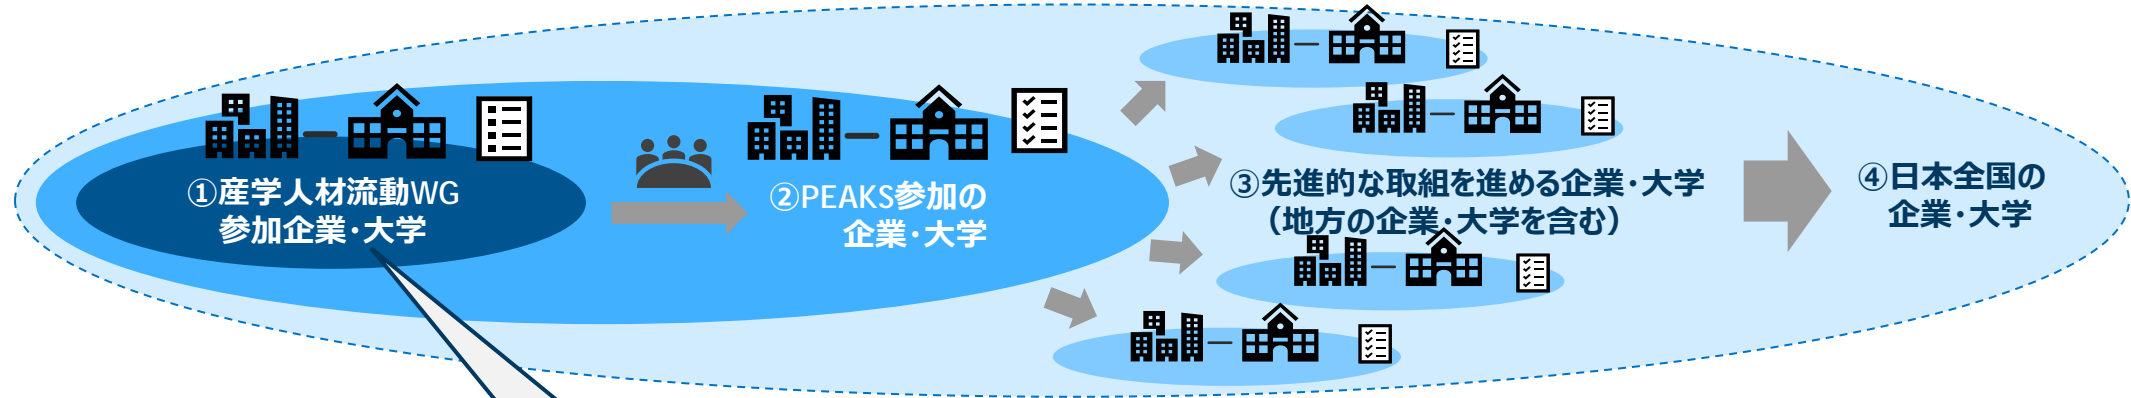 ①産学人材流動WG
参加企業・大学
②PEAKS参加の
企業・大学
③先進的な取組を進める企業・大学
（地方の企業・大学を含む）
④日本全国の
企業・大学